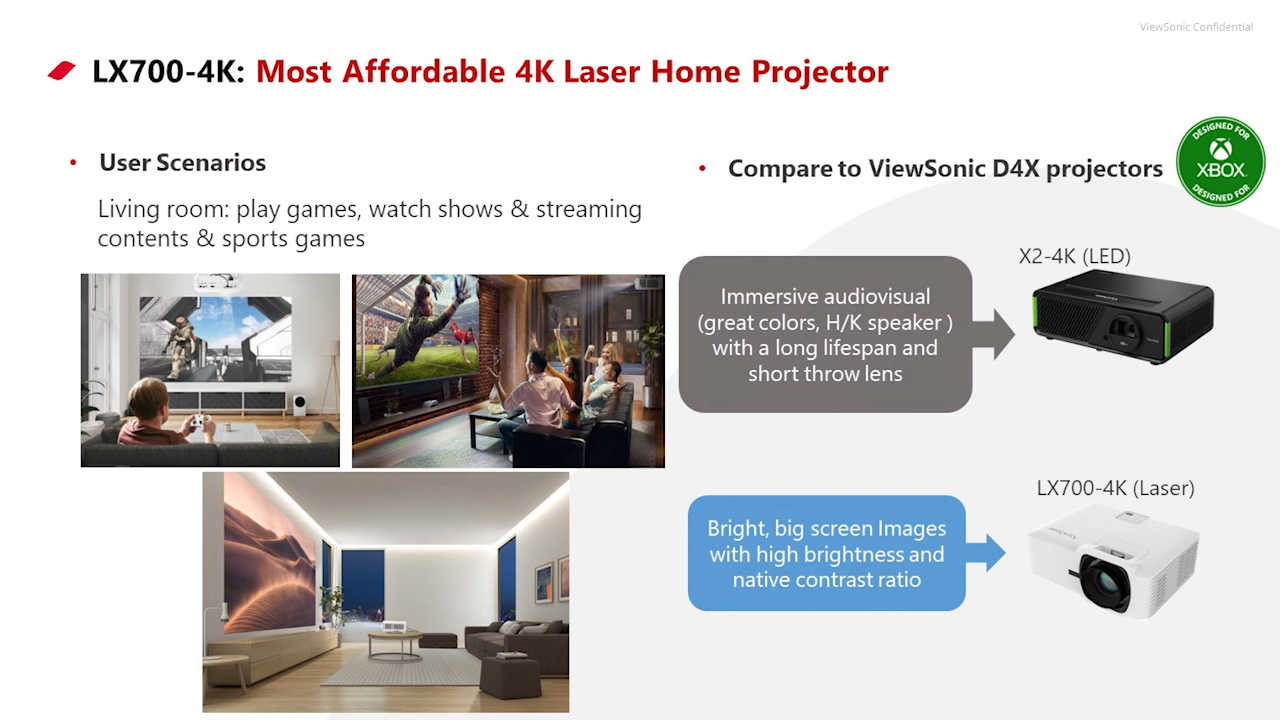 ViewSonic Confidential
LX700-4K: Most Affordable 4K Laser Home Projector
• User Scenarios
Living room: play games, watch shows & streaming
contents & sports games
• Compare to ViewSonic D4X projectors
DESIGNED FOR
XBOX
DESIGNED FOR
X2-4K (LED)
Immersive audiovisual
(great colors, H/K speaker )
with a long lifespan and
short throw lens
LX700-4K (Laser)
Bright, big screen Images
with high brightness and
native contrast ratio